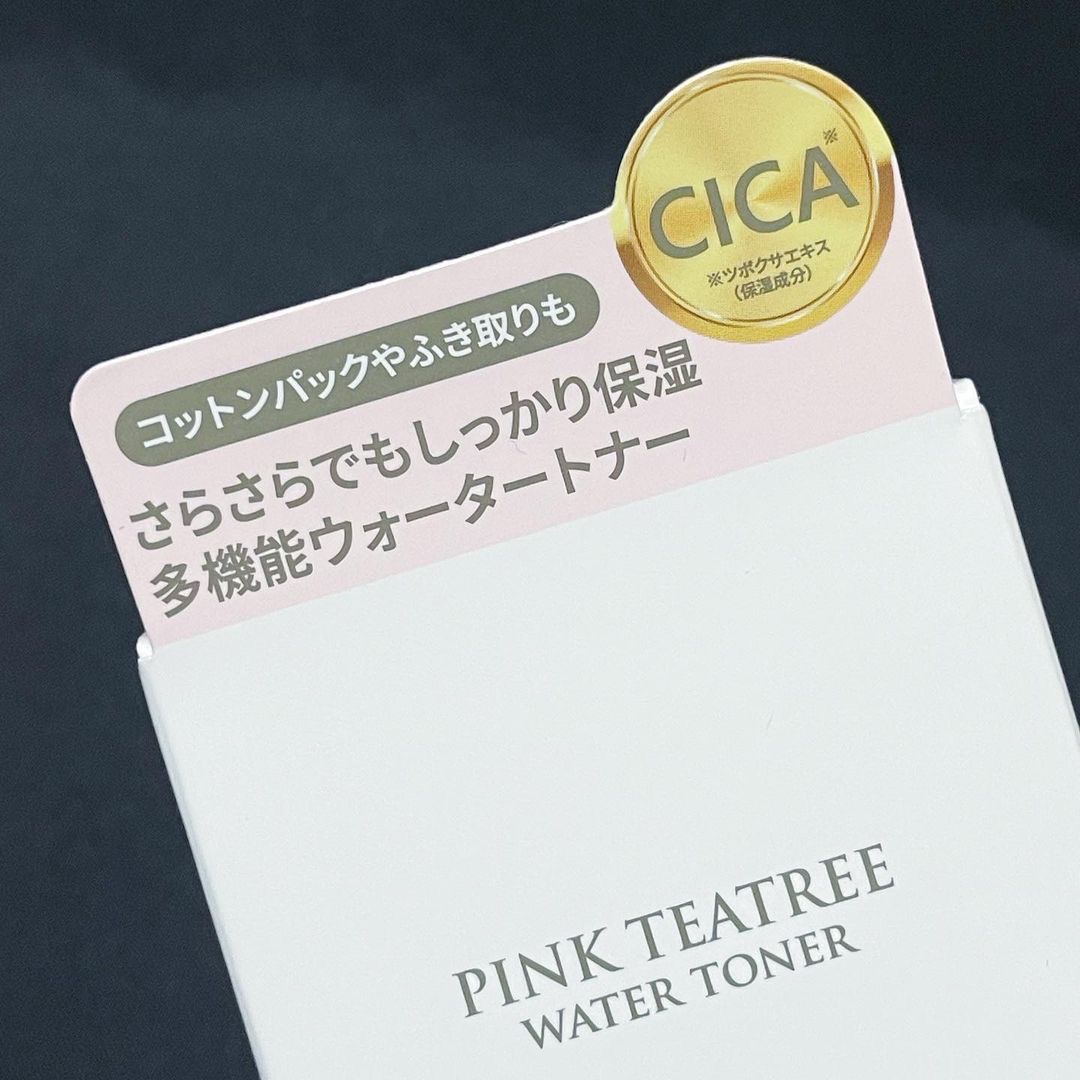 CICA※
※ツボクサエキス
(保湿成分)
コットンパックやふき取りも
さらさらでもしっかり保湿
多機能ウォータートナー
PINK TEATREE
WATER TONER